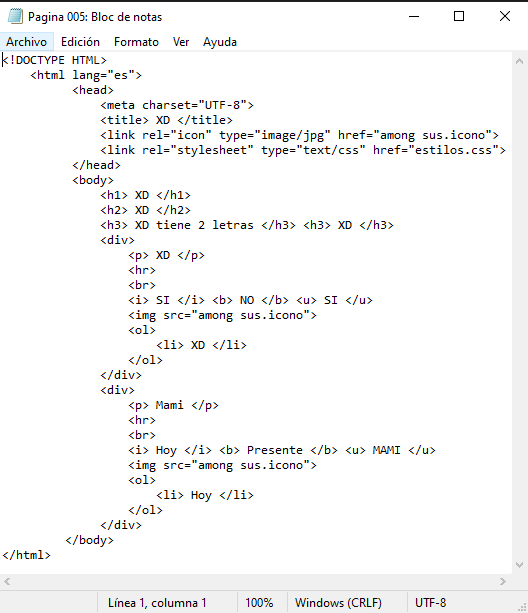 Pagina 005: Bloc de notas
Archivo Edición Formato Ver Ayuda
<!DOCTYPE HTML>
<html lang="es">
<head>
<meta charset="UTF-8">
<title> XD </title>
<link rel="icon" type="image/jpg" href="among sus.icono">
<link rel="stylesheet" type="text/css" href="estilos.css">
</head>
<body>
<h1> XD </h1>
<h2> XD </h2>
<h3> XD tiene 2 letras </h3> <h3> XD </h3>
<div>
<p> XD </p>
<hr>
<br>
<i> SI </i> <b> NO </b> <u> SI </u>
<img src="among sus.icono">
<ol>
<li> XD </li>
</ol>
</div>
<div>
<p> Mami </p>
<hr>
<br>
<i> Hoy </i> <b> Presente </b> <u> MAMI </u>
<img src="among sus.icono">
<ol>
<li> Hoy </li>
</ol>
</div>
</body>
</html>
Línea 1, columna 1 100% Windows (CRLF) UTF-8